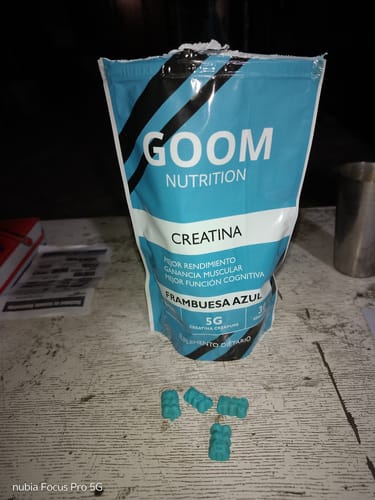 GOOM
NUTRITION
CREATINA
MEJOR RENDIMIENTO
GANANCIA MUSCULAR
MEJOR FUNCIÓN COGNITIVA
FRAMBUESA AZUL
5G
CREATINA CREAPURE
SUPLEMENTO DIETARIO
nubia Focus Pro 5G